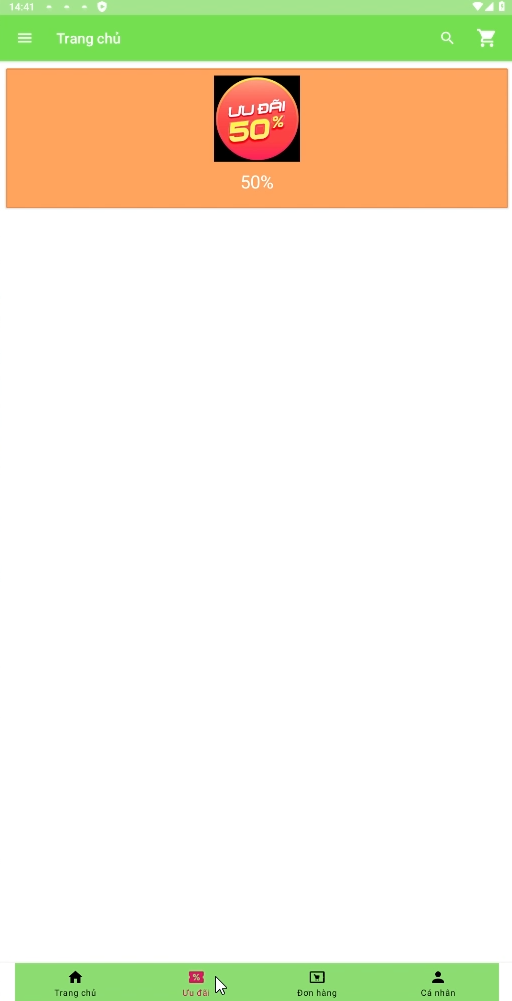 14:41
Trang chủ
ƯU ĐÃI
50%
50%
Trang chủ
Ưu đãi
Đơn hàng
Cá nhân